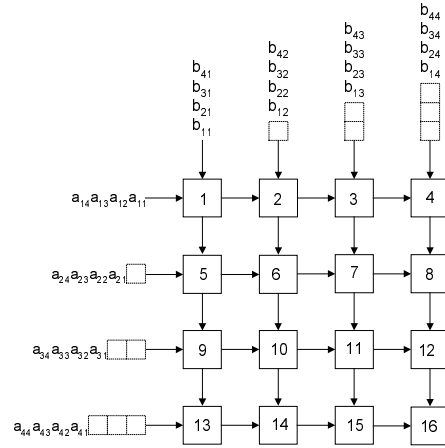 b44
b43 b34
b42 b33 b24
b41 b32 b23 b14
b31 b22 b13
b21 b12
b11
a14a13a12a11 1 2 3 4
a24a23a22a21 5 6 7 8
a34a33a32a31 9 10 11 12
a44a43a42a41 13 14 15 16